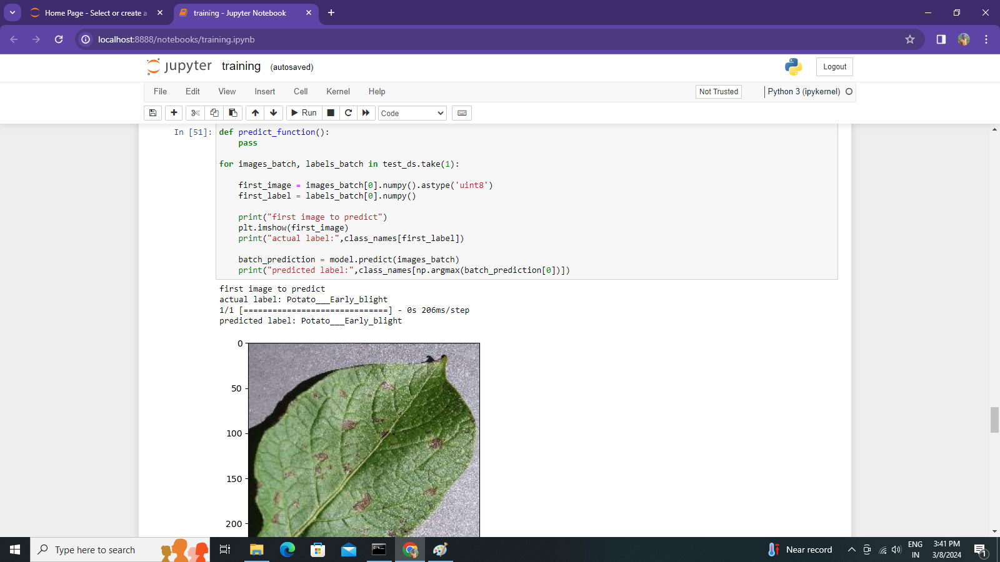 Home Page - Select or create a
training - Jupyter Notebook
localhost:8888/notebooks/training.ipynb
jupyter training (autosaved)
Logout
File Edit View Insert Cell Kernel Help
Not Trusted
Python 3 (ipykernel)
Run
Code
In [51]:
def predict_function():
    pass
for images_batch, labels_batch in test_ds.take(1):
    first_image = images_batch[0].numpy().astype('uint8')
    first_label = labels_batch[0].numpy()
    print("first image to predict")
    plt.imshow(first_image)
    print("actual label:",class_names[first_label])
    batch_prediction = model.predict(images_batch)
    print("predicted label:",class_names[np.argmax(batch_prediction[0])])
first image to predict
actual label: Potato___Early_blight
1/1 [==============================] - 0s 206ms/step
predicted label: Potato___Early_blight
0
50
100
150
200
Type here to search
Near record
ENG
IN
3:41 PM
3/8/2024
1